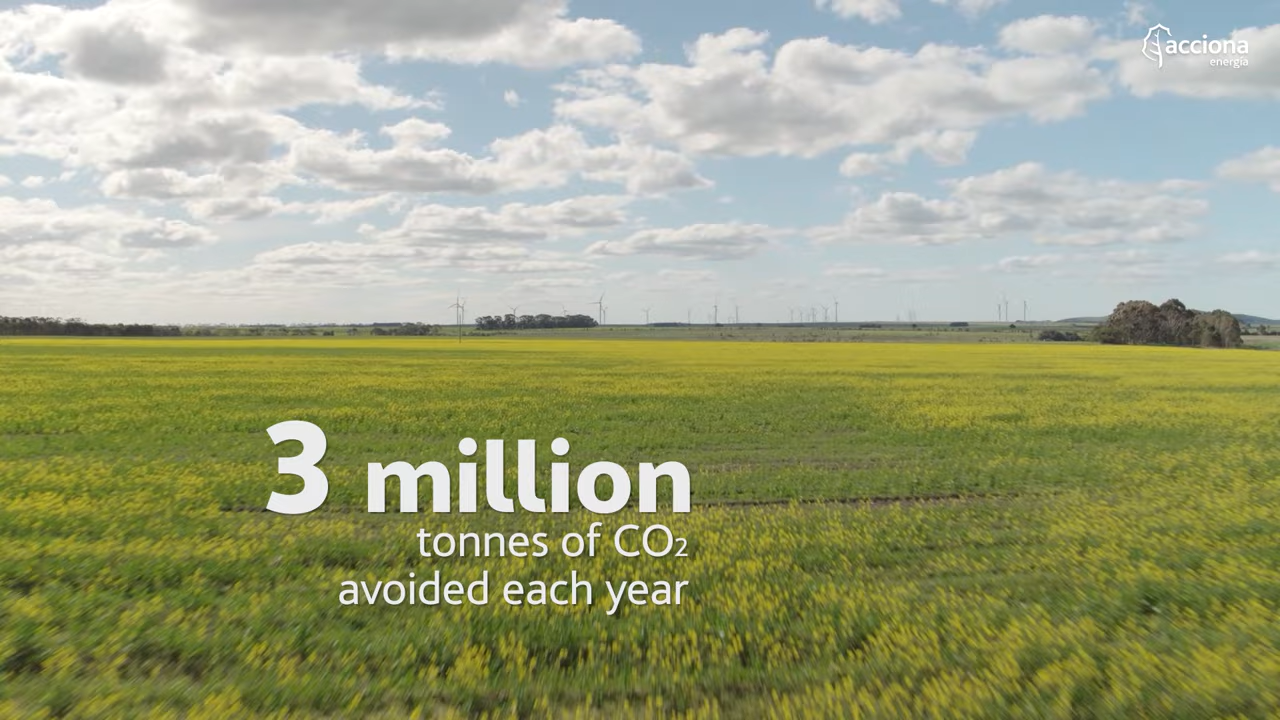 acciona
energía
3 million
tonnes of CO₂
avoided each year